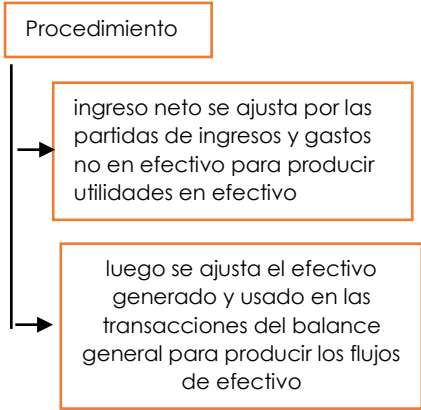 Procedimiento
ingreso neto se ajusta por las
partidas de ingresos y gastos
no en efectivo para producir
utilidades en efectivo
luego se ajusta el efectivo
generado y usado en las
transacciones del balance
general para producir los flujos
de efectivo